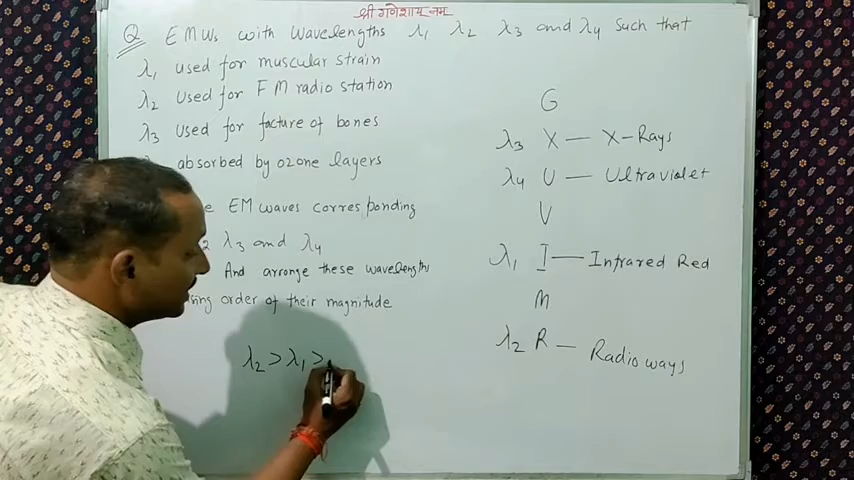 श्री गणेशाय नमः
Q EMWs with wavelengths λ1 λ2 λ3 and λ4 such that
λ1 used for muscular strain
λ2 Used for FM radio station
λ3 used for facture of bones
absorbed by ozone layers
EM waves corresponding
2 λ3 and λ4
And arronge these wavelengths
order of their magnitude
λ2 > λ1 >
G
λ3 X — X-Rays
λ4 U — Ultraviolet
V
λ1 I — Infrared Red
M
λ2 R — Radio ways